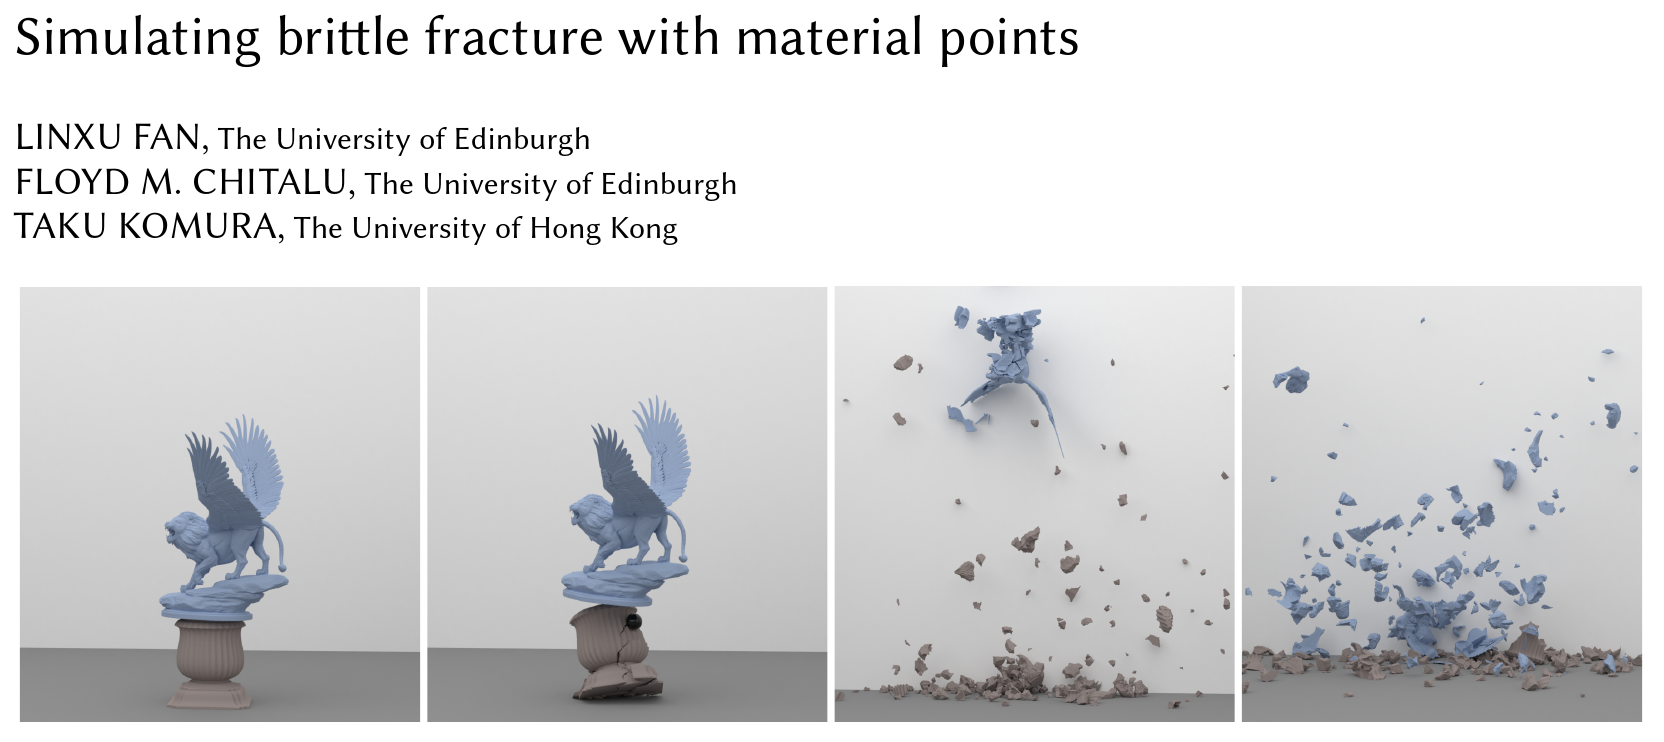 Simulating brittle fracture with material points
LINXU FAN, The University of Edinburgh
FLOYD M. CHITALU, The University of Edinburgh
TAKU KOMURA, The University of Hong Kong